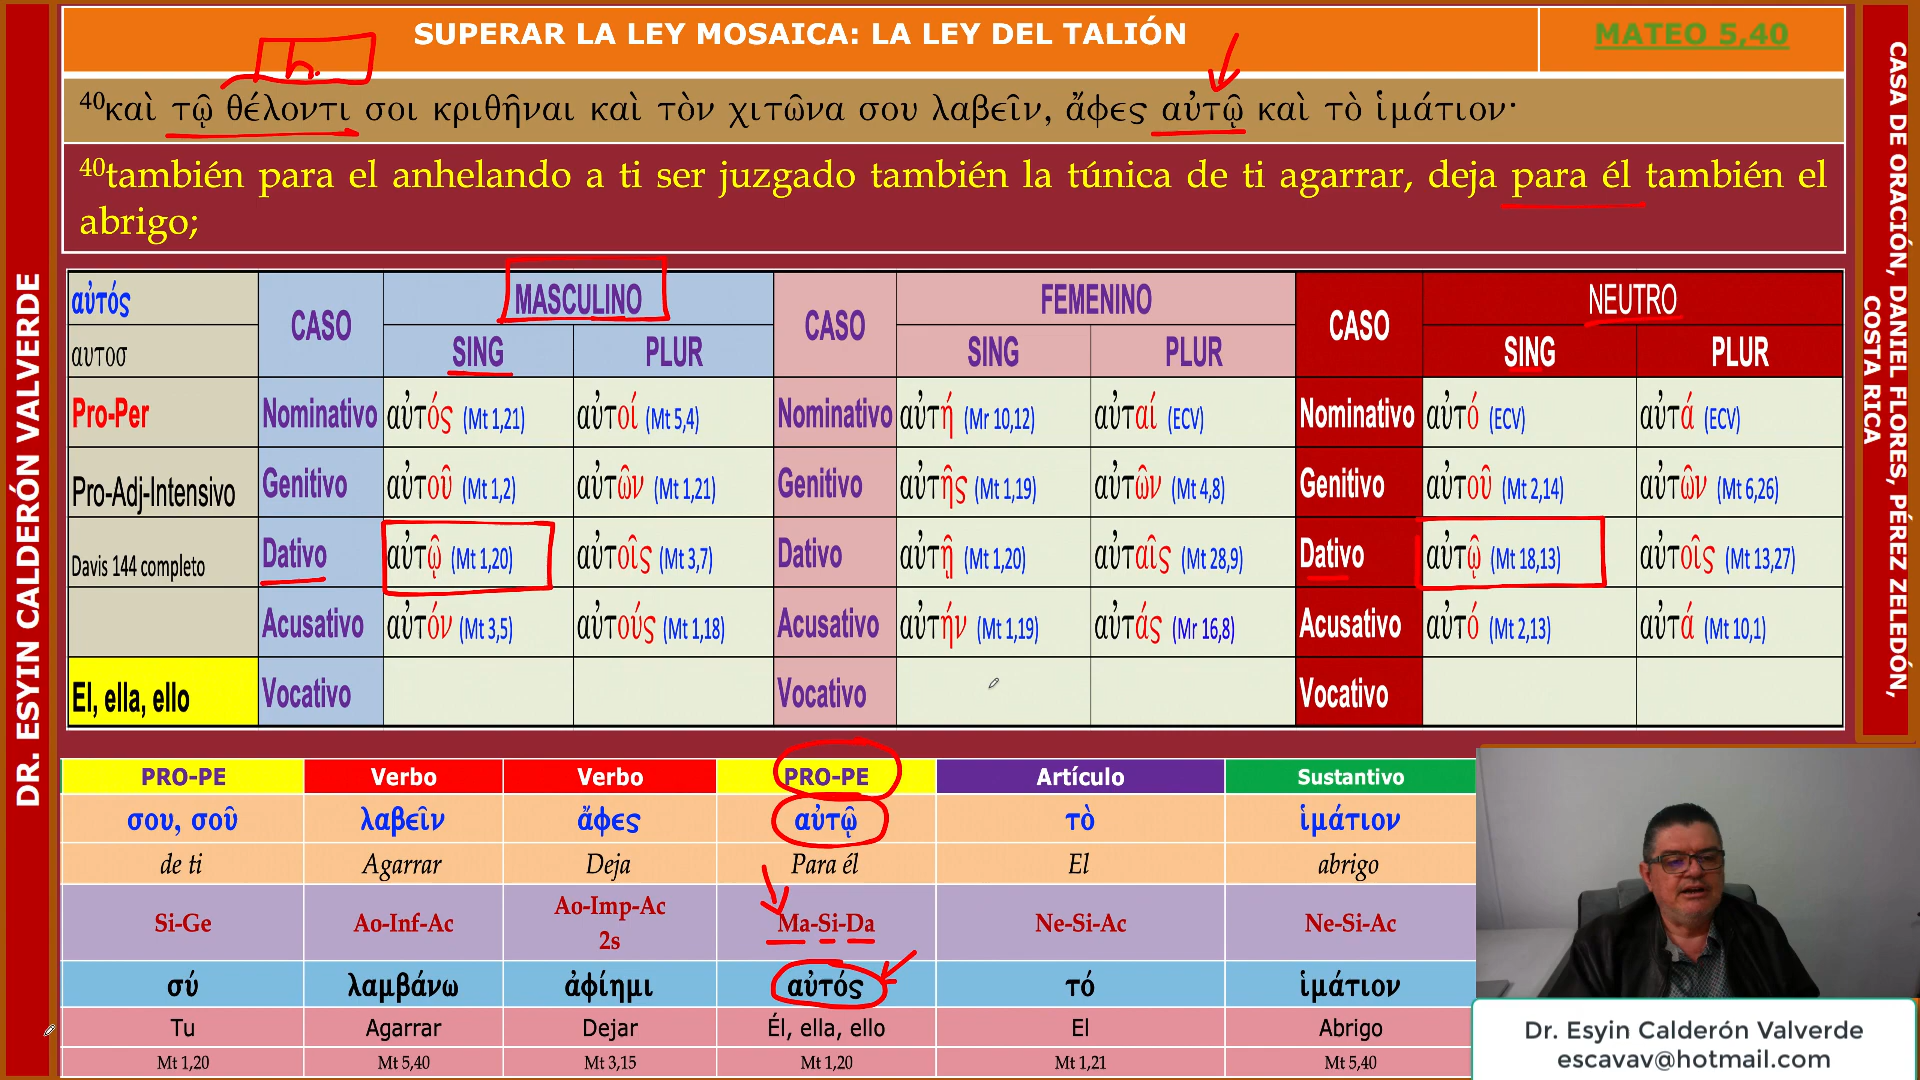 SUPERAR LA LEY MOSAICA: LA LEY DEL TALIÓN
MATEO 5,40
h.
⁴⁰καὶ τῷ θέλοντι σοι κριθῆναι καὶ τὸν χιτῶνα σου λαβεῖν, ἄφες αὐτῷ καὶ τὸ ἱμάτιον·
⁴⁰también para el anhelando a ti ser juzgado también la túnica de ti agarrar, deja para él también el
abrigo;
αὐτός CASO MASCULINO CASO FEMENINO CASO NEUTRO
αυτοσ SING PLUR SING PLUR SING PLUR
Pro-Per Nominativo αὐτός (Mt 1,21) αὐτοί (Mt 5,4) Nominativo αὐτή (Mr 10,12) αὐταί (ECV) Nominativo αὐτό (ECV) αὐτά (ECV)
Pro-Adj-Intensivo Genitivo αὐτοῦ (Mt 1,2) αὐτῶν (Mt 1,21) Genitivo αὐτῆς (Mt 1,19) αὐτῶν (Mt 4,8) Genitivo αὐτοῦ (Mt 2,14) αὐτῶν (Mt 6,26)
Davis 144 completo Dativo αὐτῷ (Mt 1,20) αὐτοῖς (Mt 3,7) Dativo αὐτῇ (Mt 1,20) αὐταῖς (Mt 28,9) Dativo αὐτῷ (Mt 18,13) αὐτοῖς (Mt 13,27)
Acusativo αὐτόν (Mt 3,5) αὐτούς (Mt 1,18) Acusativo αὐτήν (Mt 1,19) αὐτάς (Mr 16,8) Acusativo αὐτό (Mt 2,13) αὐτά (Mt 10,1)
El, ella, ello Vocativo Vocativo Vocativo
PRO-PE Verbo Verbo PRO-PE Artículo Sustantivo
σου, σοῦ λαβεῖν ἄφες αὐτῷ τὸ ἱμάτιον
de ti Agarrar Deja Para él El abrigo
Si-Ge Ao-Inf-Ac Ao-Imp-Ac 2s Ma-Si-Da Ne-Si-Ac Ne-Si-Ac
σύ λαμβάνω ἀφίημι αὐτός τό ἱμάτιον
Tu Agarrar Dejar Él, ella, ello El Abrigo
Mt 1,20 Mt 5,40 Mt 3,15 Mt 1,20 Mt 1,21 Mt 5,40
DR. ESYIN CALDERÓN VALVERDE
CASA DE ORACIÓN, DANIEL FLORES, PÉREZ ZELEDÓN,
COSTA RICA
Dr. Esyin Calderón Valverde
escavav@hotmail.com